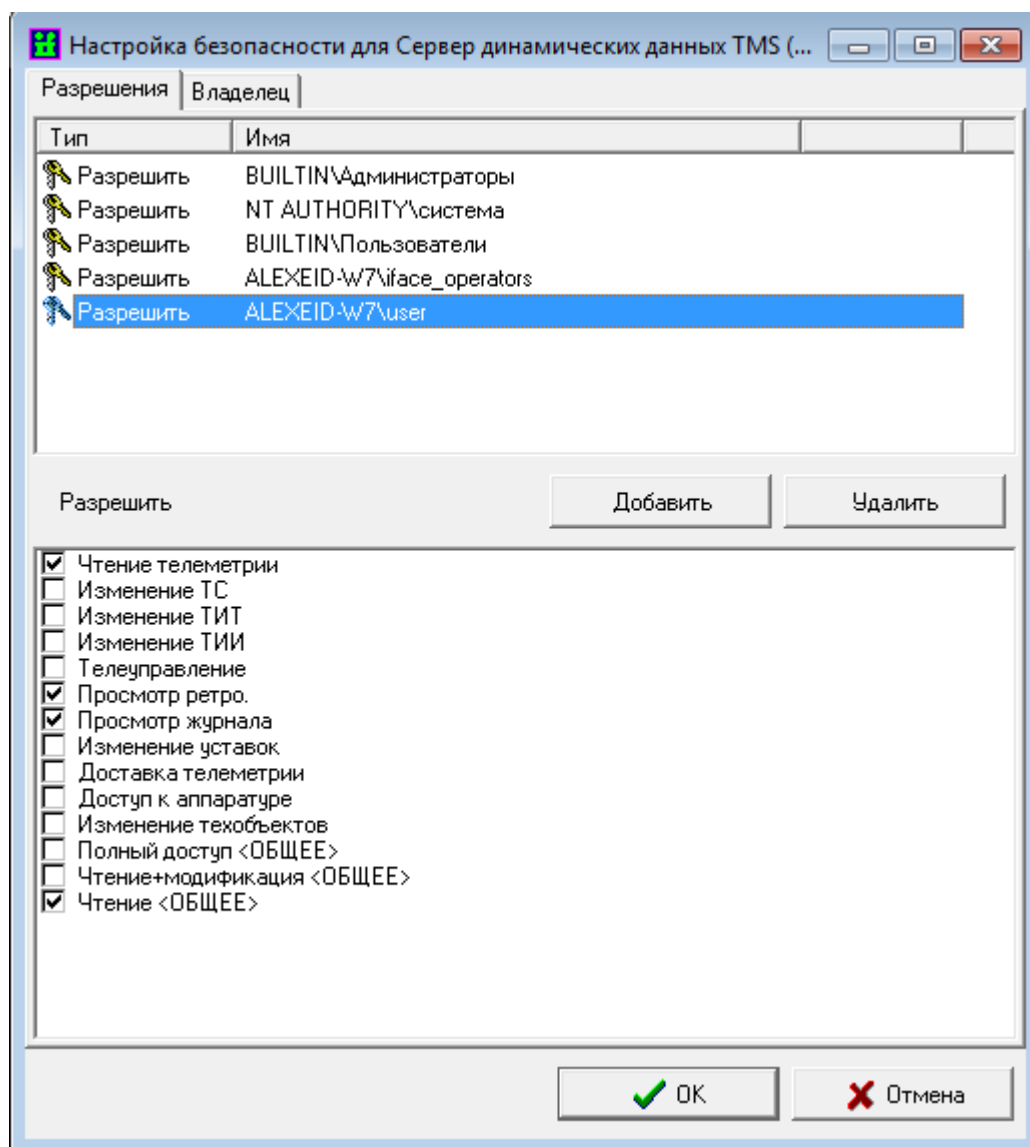 Настройка безопасности для Сервер динамических данных TMS (...
Разрешения Владелец
Тип Имя
Разрешить BUILTIN\Администраторы
Разрешить NT AUTHORITY\система
Разрешить BUILTIN\Пользователи
Разрешить ALEXEID-W7\iface_operators
Разрешить ALEXEID-W7\user
Разрешить Добавить Удалить
Чтение телеметрии
Изменение ТС
Изменение ТИТ
Изменение ТИИ
Телеуправление
Просмотр ретро.
Просмотр журнала
Изменение уставок
Доставка телеметрии
Доступ к аппаратуре
Изменение техобъектов
Полный доступ <ОБЩЕЕ>
Чтение+модификация <ОБЩЕЕ>
Чтение <ОБЩЕЕ>
OK Отмена